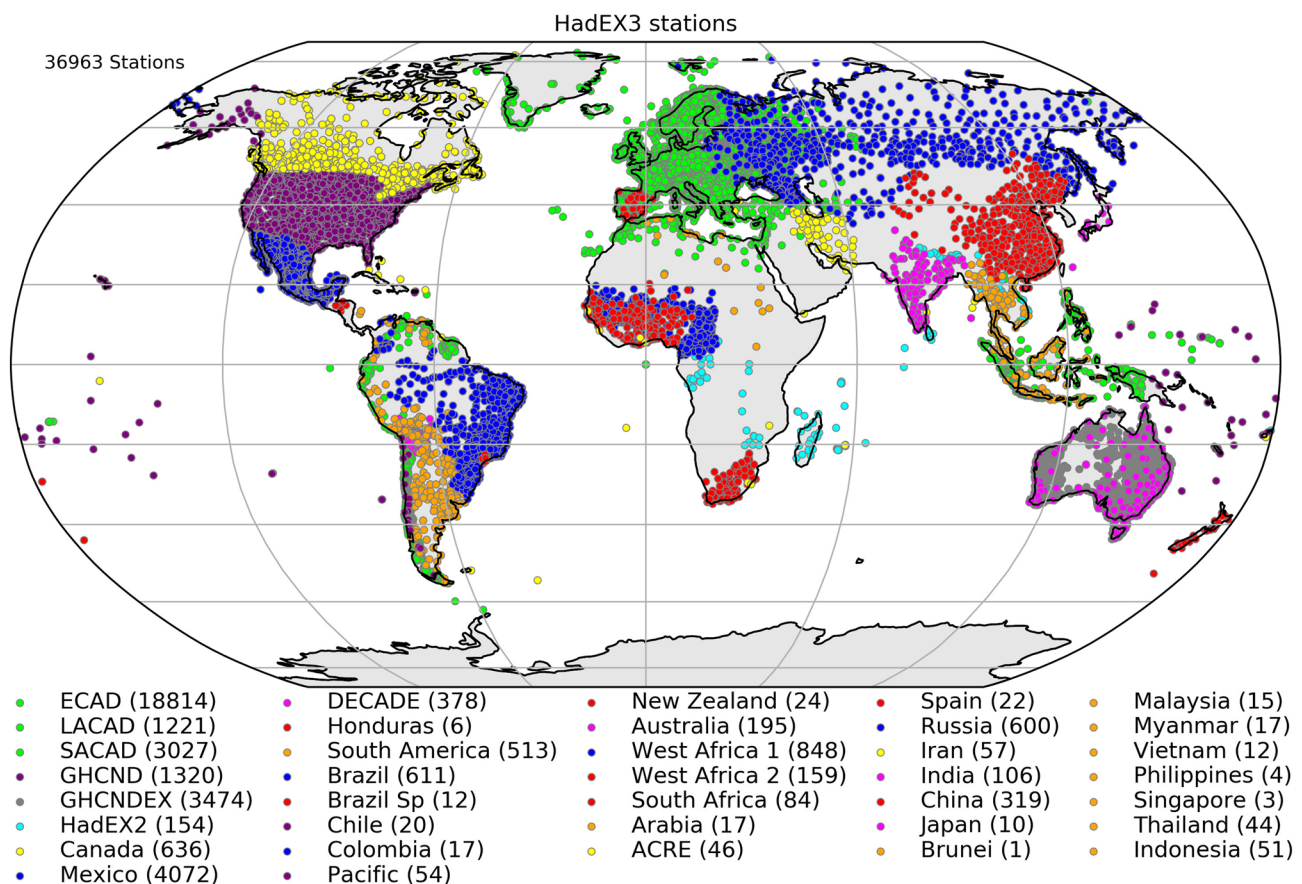 HadEX3 stations
36963 Stations
ECAD (18814)
LACAD (1221)
SACAD (3027)
GHCND (1320)
GHCNDEX (3474)
HadEX2 (154)
Canada (636)
Mexico (4072)
DECADE (378)
Honduras (6)
South America (513)
Brazil (611)
Brazil Sp (12)
Chile (20)
Colombia (17)
Pacific (54)
New Zealand (24)
Australia (195)
West Africa 1 (848)
West Africa 2 (159)
South Africa (84)
Arabia (17)
ACRE (46)
Spain (22)
Russia (600)
Iran (57)
India (106)
China (319)
Japan (10)
Brunei (1)
Malaysia (15)
Myanmar (17)
Vietnam (12)
Philippines (4)
Singapore (3)
Thailand (44)
Indonesia (51)